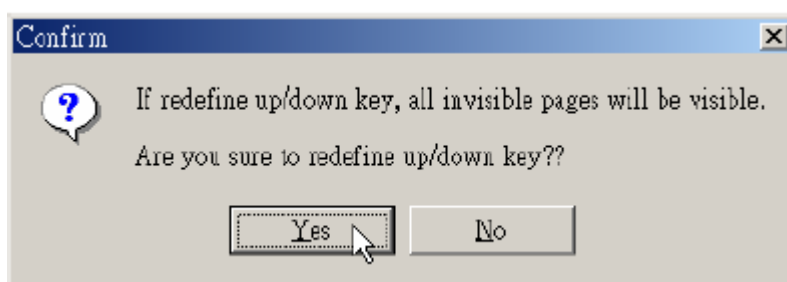 Confirm
If redefine up/down key, all invisible pages will be visible.
Are you sure to redefine up/down key??
Yes No